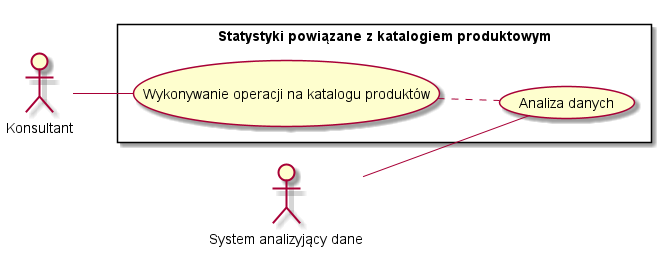 Statystyki powiązane z katalogiem produktowym
Wykonywanie operacji na katalogu produktów
Analiza danych
Konsultant
System analizyjący dane